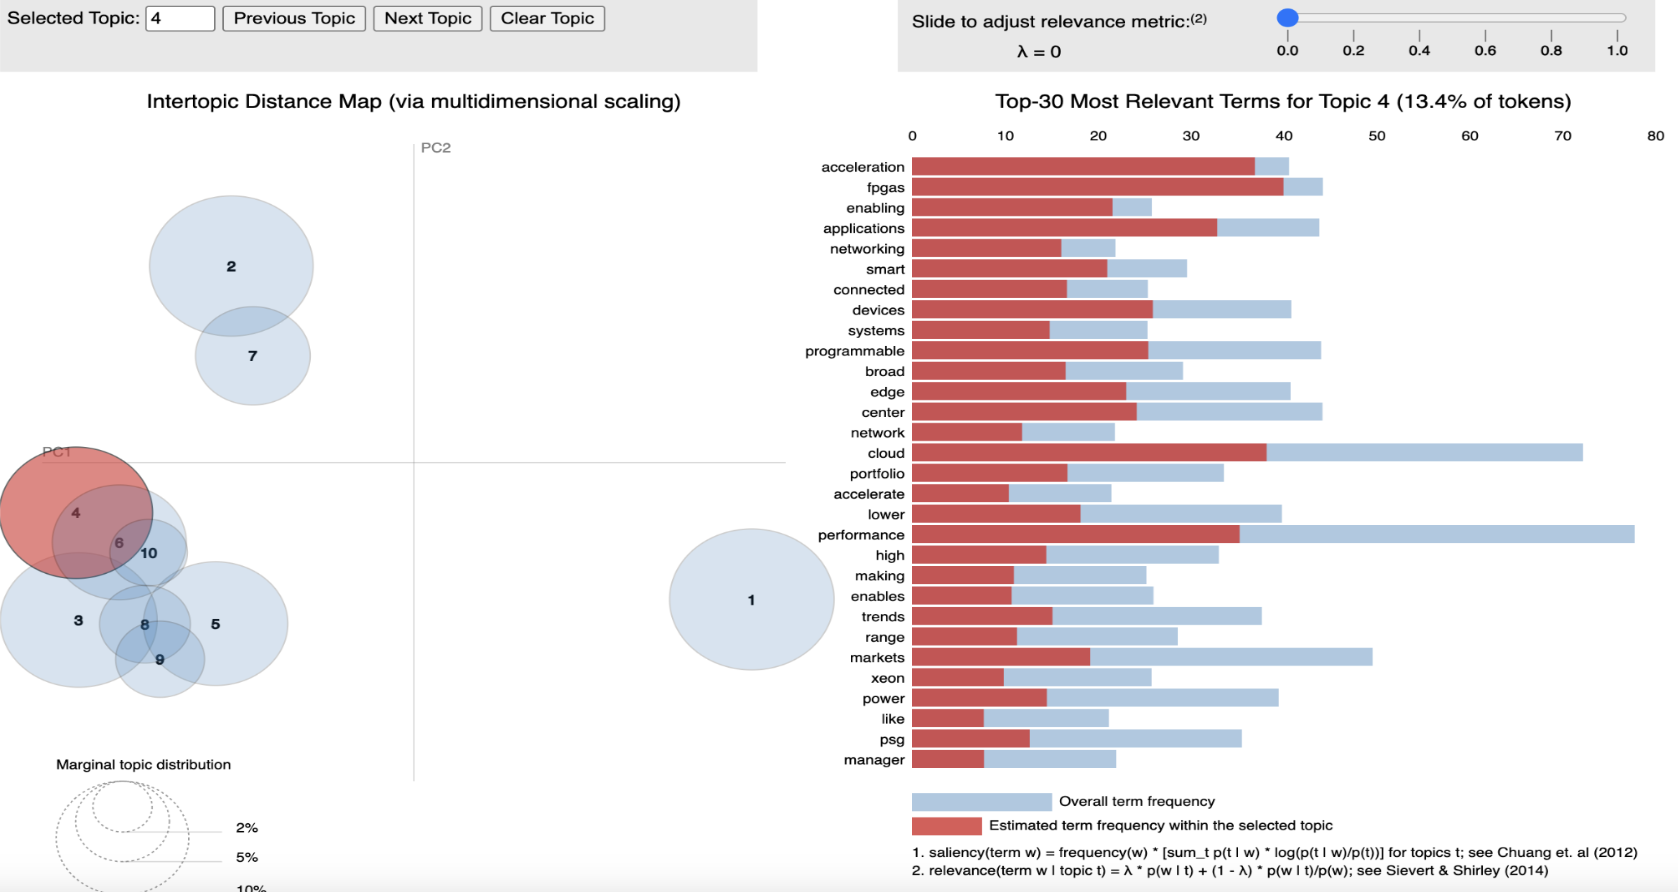 Selected Topic: 4 Previous Topic Next Topic Clear Topic
Slide to adjust relevance metric:(2)
λ = 0
0.0 0.2 0.4 0.6 0.8 1.0
Intertopic Distance Map (via multidimensional scaling)
PC2
PC1
2
7
4
6
10
3
8
5
9
1
Marginal topic distribution
2%
5%
10%
Top-30 Most Relevant Terms for Topic 4 (13.4% of tokens)
0 10 20 30 40 50 60 70 80
acceleration
fpgas
enabling
applications
networking
smart
connected
devices
systems
programmable
broad
edge
center
network
cloud
portfolio
accelerate
lower
performance
high
making
enables
trends
range
markets
xeon
power
like
psg
manager
Overall term frequency
Estimated term frequency within the selected topic
1. saliency(term w) = frequency(w) * [sum_t p(t | w) * log(p(t | w)/p(t))] for topics t; see Chuang et. al (2012)
2. relevance(term w | topic t) = λ * p(w | t) + (1 - λ) * p(w | t)/p(w); see Sievert & Shirley (2014)